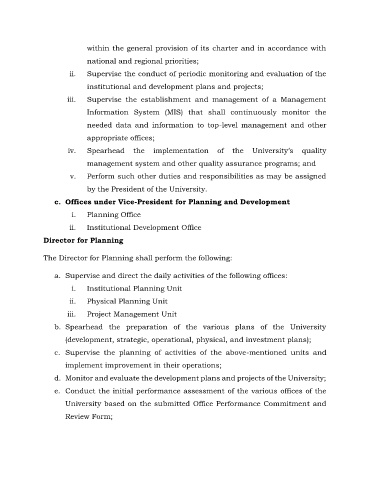 within the general provision of its charter and in accordance with
national and regional priorities;
ii. Supervise the conduct of periodic monitoring and evaluation of the
institutional and development plans and projects;
iii. Supervise the establishment and management of a Management
Information System (MIS) that shall continuously monitor the
needed data and information to top-level management and other
appropriate offices;
iv. Spearhead the implementation of the University's quality
management system and other quality assurance programs; and
v. Perform such other duties and responsibilities as may be assigned
by the President of the University.
c. Offices under Vice-President for Planning and Development
i. Planning Office
ii. Institutional Development Office
Director for Planning
The Director for Planning shall perform the following:
a. Supervise and direct the daily activities of the following offices:
i. Institutional Planning Unit
ii. Physical Planning Unit
iii. Project Management Unit
b. Spearhead the preparation of the various plans of the University
(development, strategic, operational, physical, and investment plans);
c. Supervise the planning of activities of the above-mentioned units and
implement improvement in their operations;
d. Monitor and evaluate the development plans and projects of the University;
e. Conduct the initial performance assessment of the various offices of the
University based on the submitted Office Performance Commitment and
Review Form;